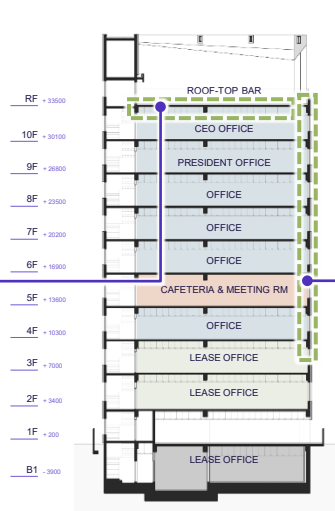 ROOF-TOP BAR
RF +33500
CEO OFFICE
10F +30100
PRESIDENT OFFICE
9F +26800
OFFICE
8F +23500
OFFICE
7F +20200
OFFICE
6F +16900
CAFETERIA & MEETING RM
5F +13600
OFFICE
4F +10300
LEASE OFFICE
3F +7000
LEASE OFFICE
2F +3400
1F +200
LEASE OFFICE
B1 -3900